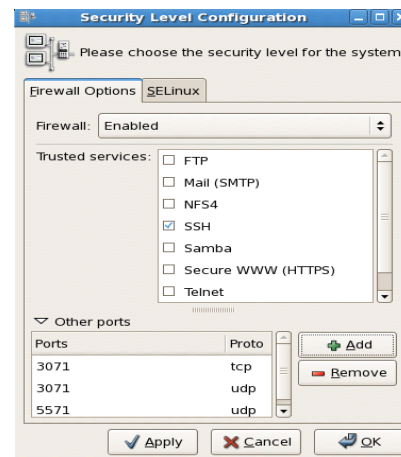 Security Level Configuration
Please choose the security level for the system
Firewall Options SELinux
Firewall: Enabled
Trusted services:
FTP
Mail (SMTP)
NFS4
SSH
Samba
Secure WWW (HTTPS)
Telnet
Other ports
Ports Proto
3071 tcp
3071 udp
5571 udp
Add
Remove
Apply Cancel OK